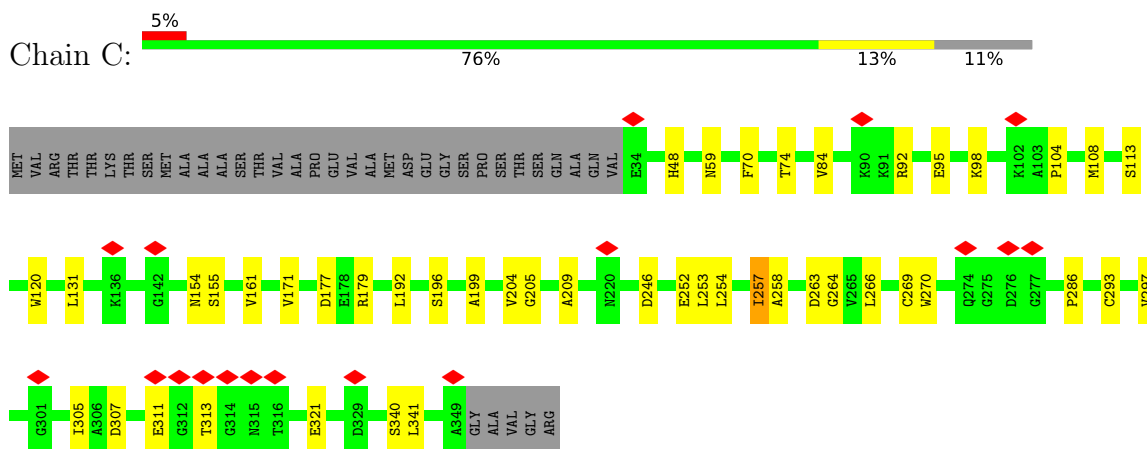 5%
Chain C:
76% 13% 11%
MET VAL ARG THR THR LYS THR SER MET ALA ALA ALA SER THR VAL ALA PRO GLU VAL ALA MET ASP GLU GLY SER PRO SER THR SER GLN ALA GLN VAL E34 H48 N59 F70 T74 V84 K90 K91 R92 E95 K98 K102 A103 P104 M108 S113
W120 L131 K136 G142 N154 S155 V161 V171 D177 E178 R179 L192 S196 A199 V204 G205 A209 N220 D246 E252 L253 L254 I257 A258 D263 G264 V265 L266 C269 W270 Q274 G275 D276 G277 P286 C293
G301 I305 A306 D307 E311 G312 T313 G314 N315 T316 E321 D329 S340 L341 A349 GLY ALA VAL GLY ARG